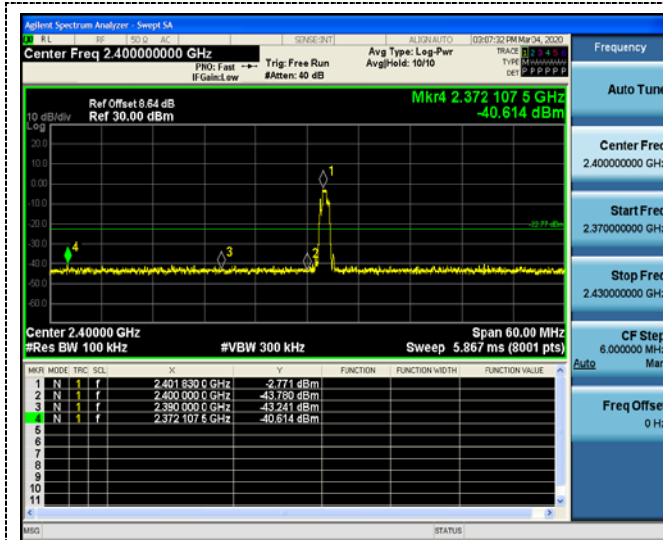 Agilent Spectrum Analyzer - Swept SA
RL RF 50 Ω AC SENSE:INT ALIGN AUTO 03:07:32 PM Mar 04, 2020
Center Freq 2.400000000 GHz
PNO: Fast
IFGain:Low
Trig: Free Run
#Atten: 40 dB
Avg Type: Log-Pwr
Avg|Hold: 10/10
TRACE 1 2 3 4 5 6
TYPE M WWWWW
DET P P P P P P
Ref Offset 8.64 dB
10 dB/div Ref 30.00 dBm
Log
Mkr4 2.372 107 5 GHz
-40.614 dBm
20.0
10.0
0.00
-10.0
-20.0
-30.0
-40.0
-50.0
-60.0
1
2
3
4
-22.77 dBm
Center 2.40000 GHz Span 60.00 MHz
#Res BW 100 kHz #VBW 300 kHz Sweep 5.867 ms (8001 pts)
MKR MODE TRC SCL X Y FUNCTION FUNCTION WIDTH FUNCTION VALUE
1 N 1 f 2.401 830 0 GHz -2.771 dBm
2 N 1 f 2.400 000 0 GHz -43.780 dBm
3 N 1 f 2.390 000 0 GHz -43.241 dBm
4 N 1 f 2.372 107 5 GHz -40.614 dBm
5
6
7
8
9
10
11
MSG STATUS
Frequency
Auto Tune
Center Freq
2.400000000 GHz
Start Freq
2.370000000 GHz
Stop Freq
2.430000000 GHz
CF Step
6.000000 MHz
Auto Man
Freq Offset
0 Hz